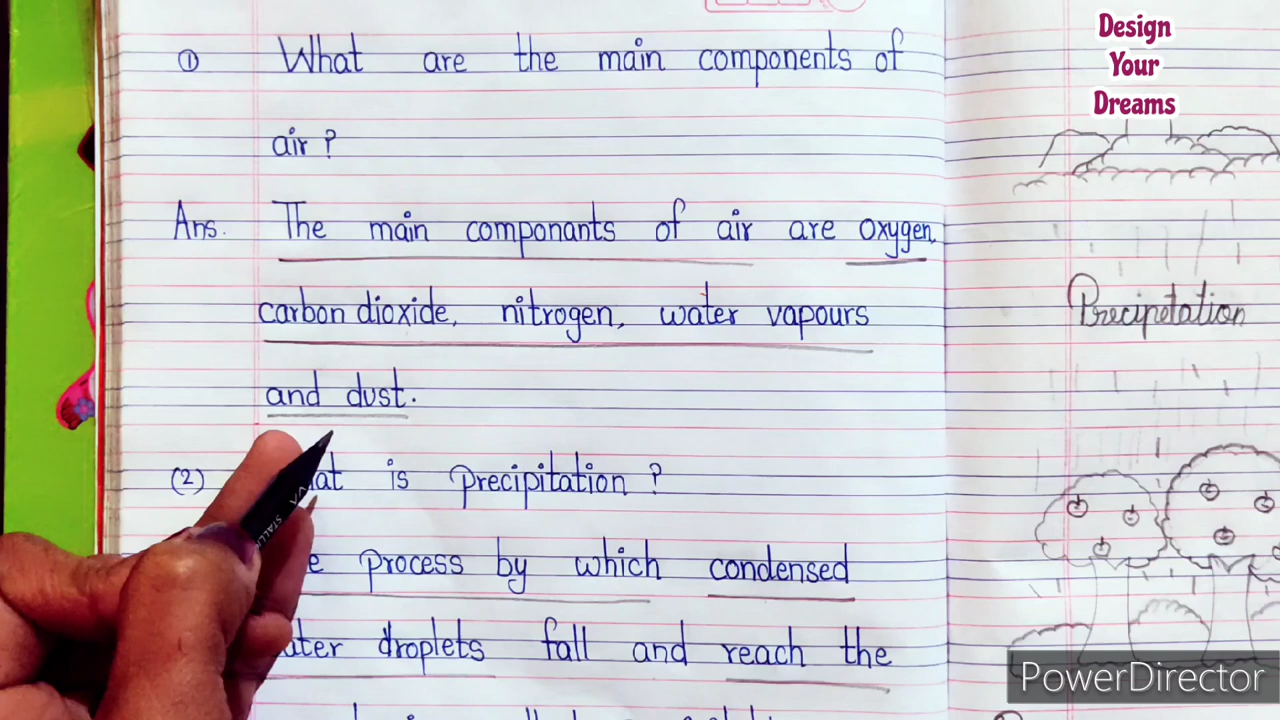 ① What are the main components of
air ?
Ans. The main componants of air are oxygen,
carbon dioxide, nitrogen, water vapours
and dust.
(2) is precipitation ?
process by which condensed
droplets fall and reach the
Design
Your
Dreams
Precipetation
STALLI
PowerDirector